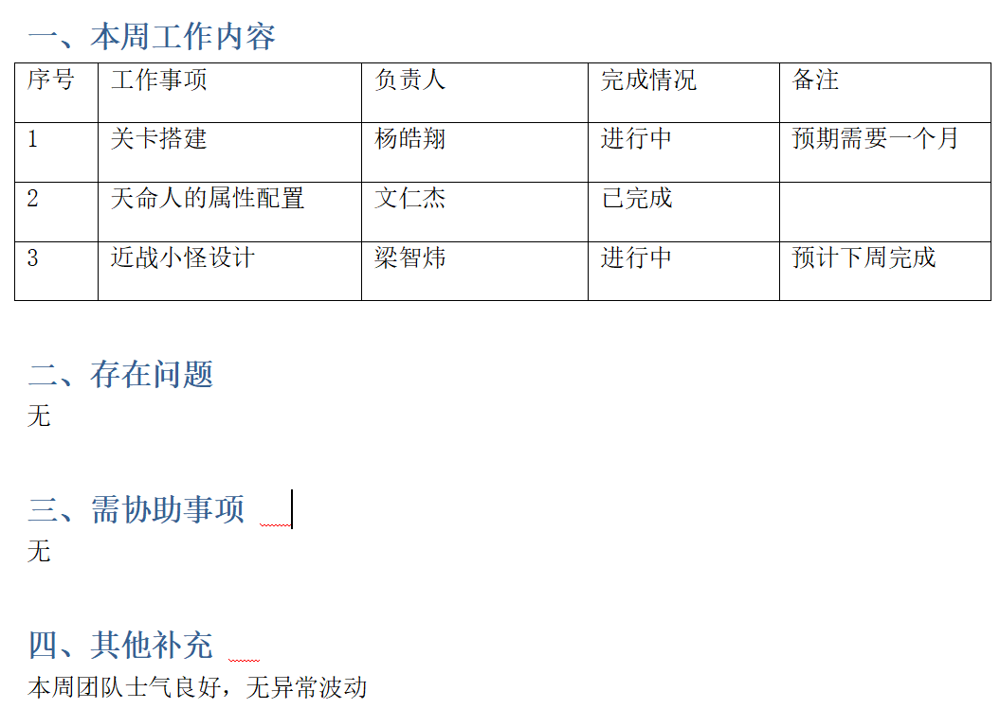 一、本周工作内容
序号 工作事项 负责人 完成情况 备注
1 关卡搭建 杨皓翔 进行中 预期需要一个月
2 天命人的属性配置 文仁杰 已完成
3 近战小怪设计 梁智炜 进行中 预计下周完成
二、存在问题
无
三、需协助事项
无
四、其他补充
本周团队士气良好，无异常波动